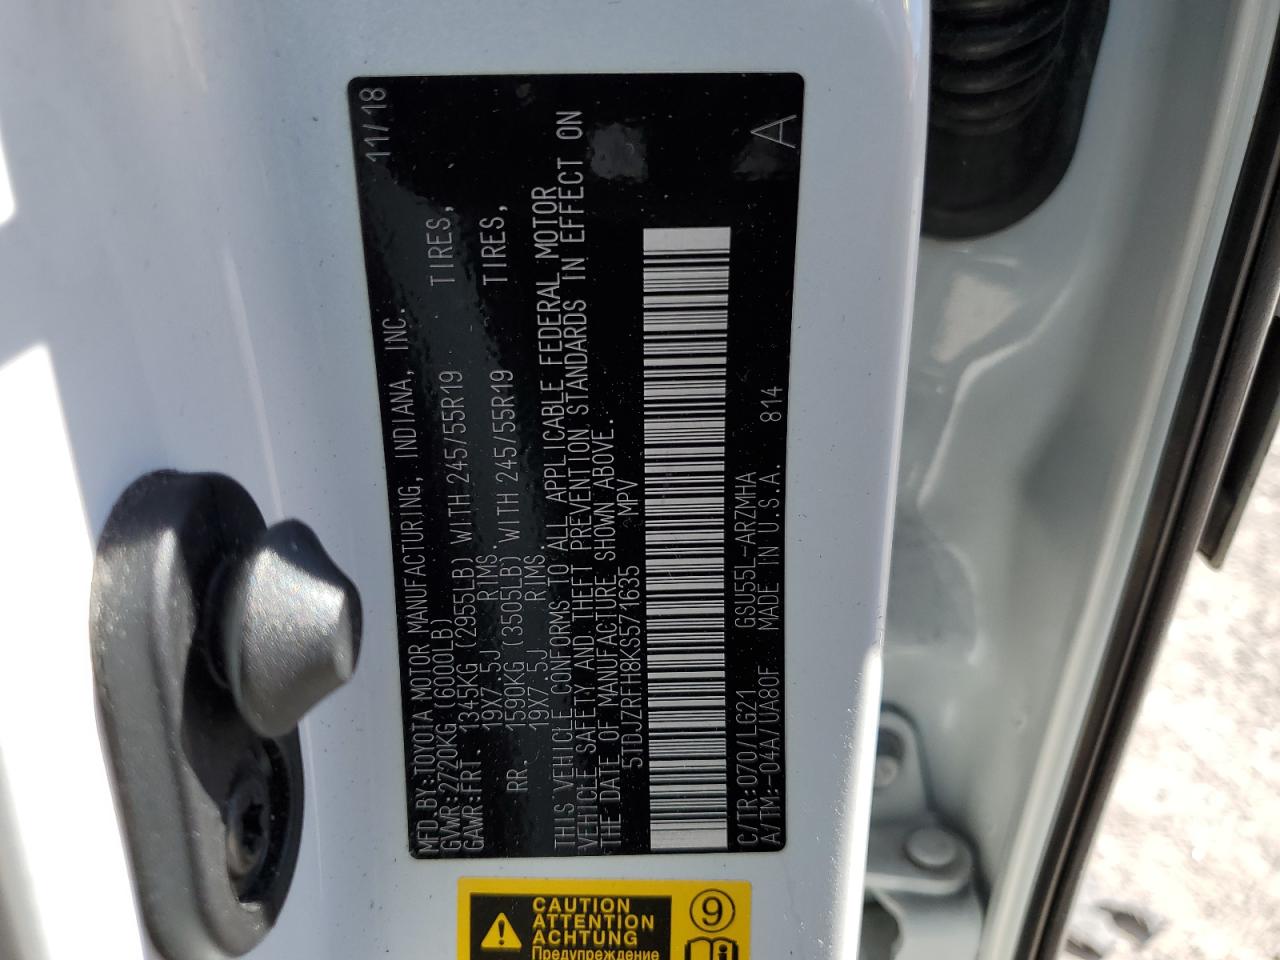 MFD.BY:TOYOTA MOTOR MANUFACTURING, INDIANA, INC. 11/18
GVWR:2720KG(6000LB)
GAWR:FRT 1345KG (2955LB) WITH 245/55R19 TIRES,
19X7.5J RIMS.
RR. 1590KG (3505LB) WITH 245/55R19 TIRES,
19X7.5J RIMS.
THIS VEHICLE CONFORMS TO ALL APPLICABLE FEDERAL MOTOR
VEHICLE SAFETY AND THEFT PREVENTION STANDARDS IN EFFECT ON
THE DATE OF MANUFACTURE SHOWN ABOVE.
5TDJZRFH8KS571635 MPV
C/TR:070/LG21 GSU55L-ARZMHA
A/TM:-04A/UA80F MADE IN U.S.A. 814 A
CAUTION
ATTENTION
ACHTUNG
Предупреждение
9